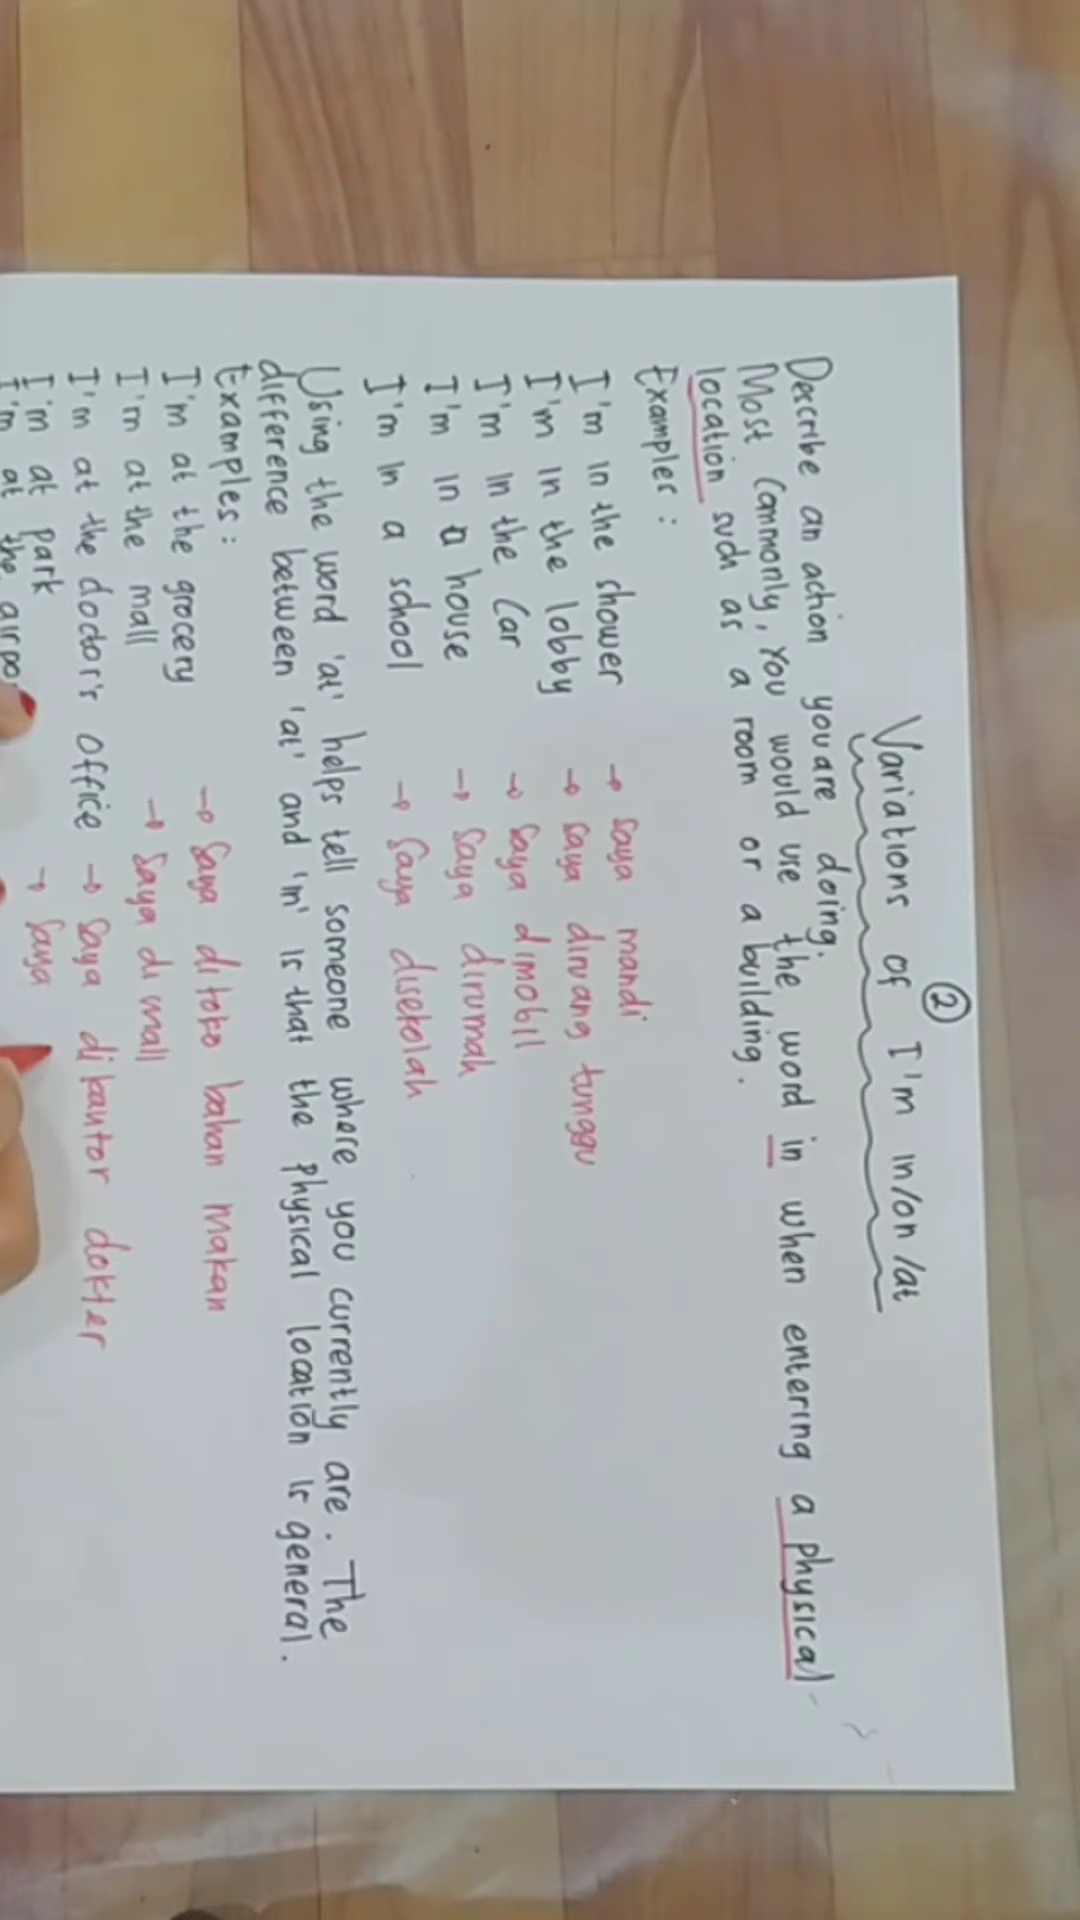 ②
Variations of I'm in/on/at
Describe an action you are doing.
Most Commonly, You would use the word in when entering a physical
location such as a room or a building.
Examples:
I'm in the shower → saya mandi
I'm in the lobby → saya diruang tunggu
I'm in the Car → saya dimobil
I'm in a house → saya dirumah
I'm in a school → saya disekolah
Using the word 'at' helps tell someone where you currently are. The
difference between 'at' and 'in' is that the physical location is general.
Examples:
I'm at the grocery → saya di toko bahan makan
I'm at the mall → saya di mall
I'm at the doctor's office → saya di kantor dokter
I'm at park → saya
I'm at the